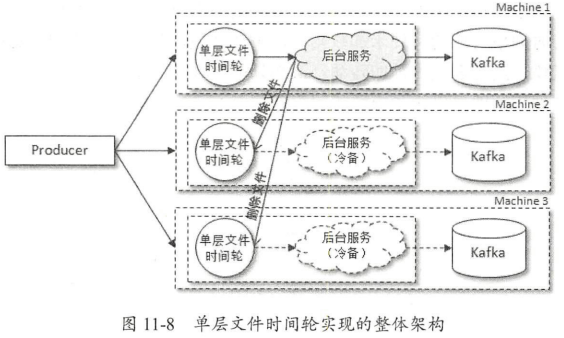 Machine 1
单层文件
时间轮
后台服务
Kafka
删除文件
Machine 2
Producer
单层文件
时间轮
后台服务
（冷备）
Kafka
删除文件
Machine 3
单层文件
时间轮
后台服务
（冷备）
Kafka
图 11-8 单层文件时间轮实现的整体架构